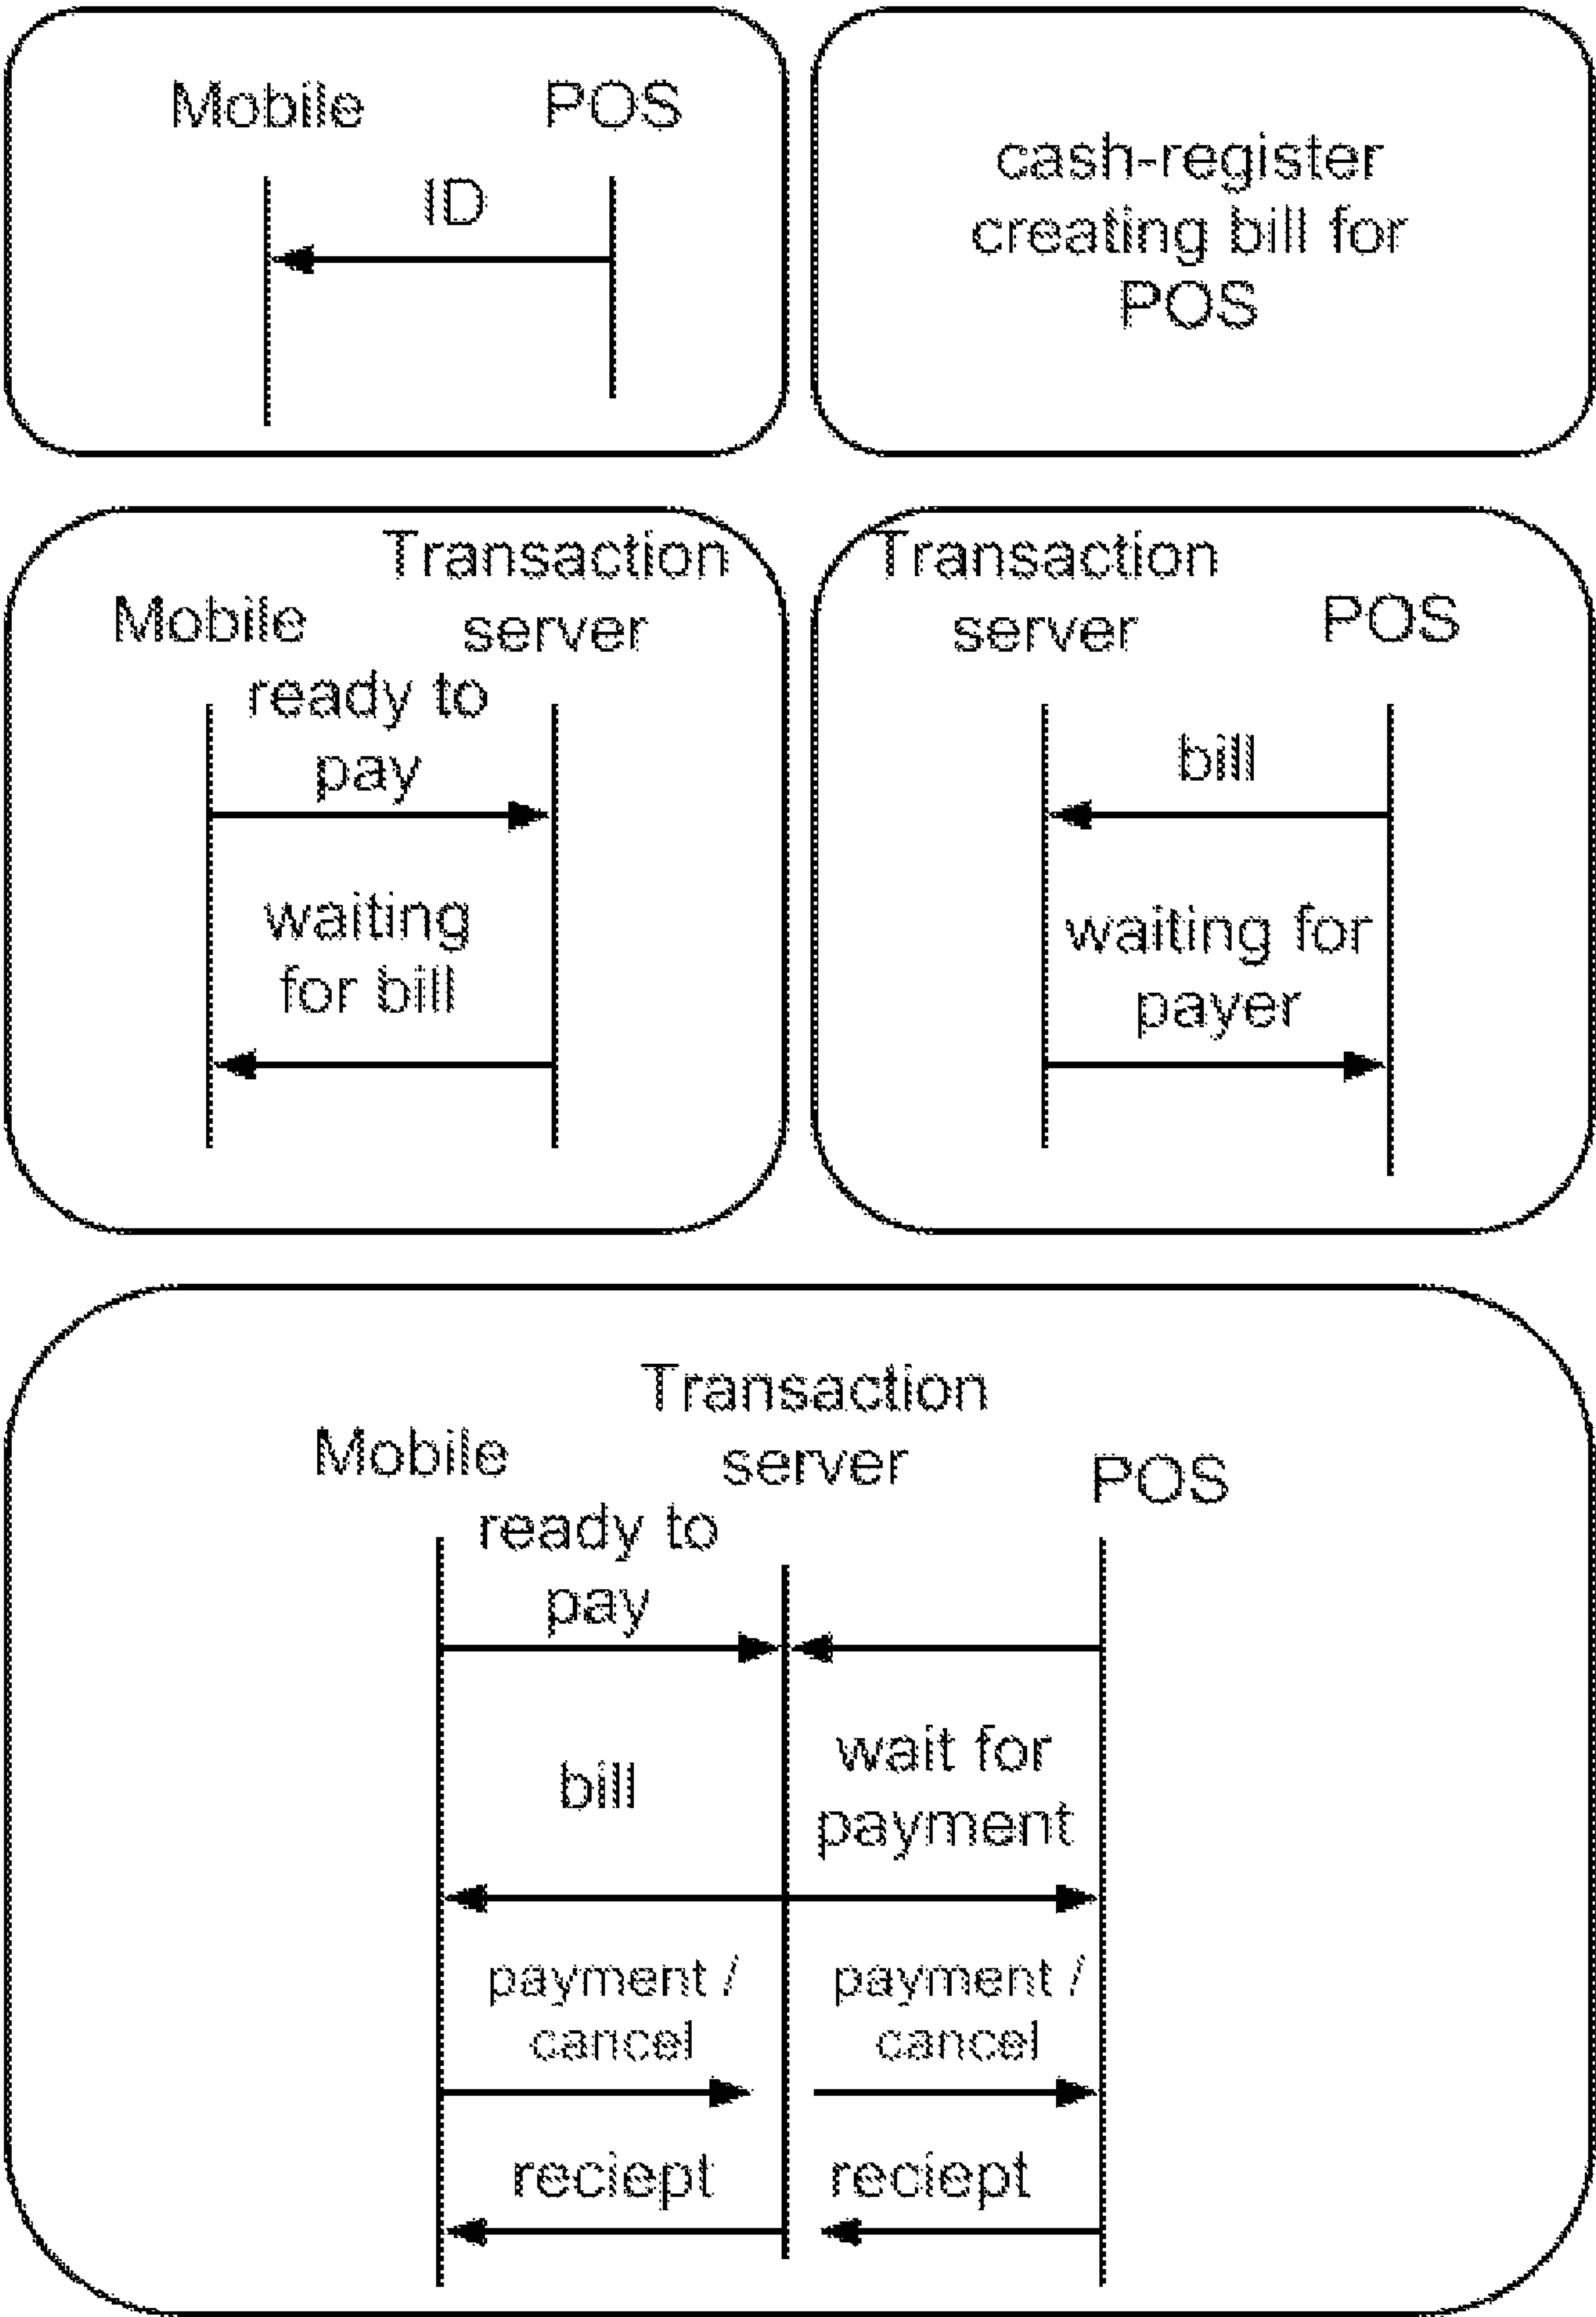 Mobile
POS
ID
cash-register
creating bill for
POS
Transaction
server
Mobile
ready to
pay
waiting
for bill
Transaction
server
POS
bill
waiting for
payer
Transaction
server
Mobile
POS
ready to
pay
bill
wait for
payment
payment /
cancel
payment /
cancel
reciept
reciept